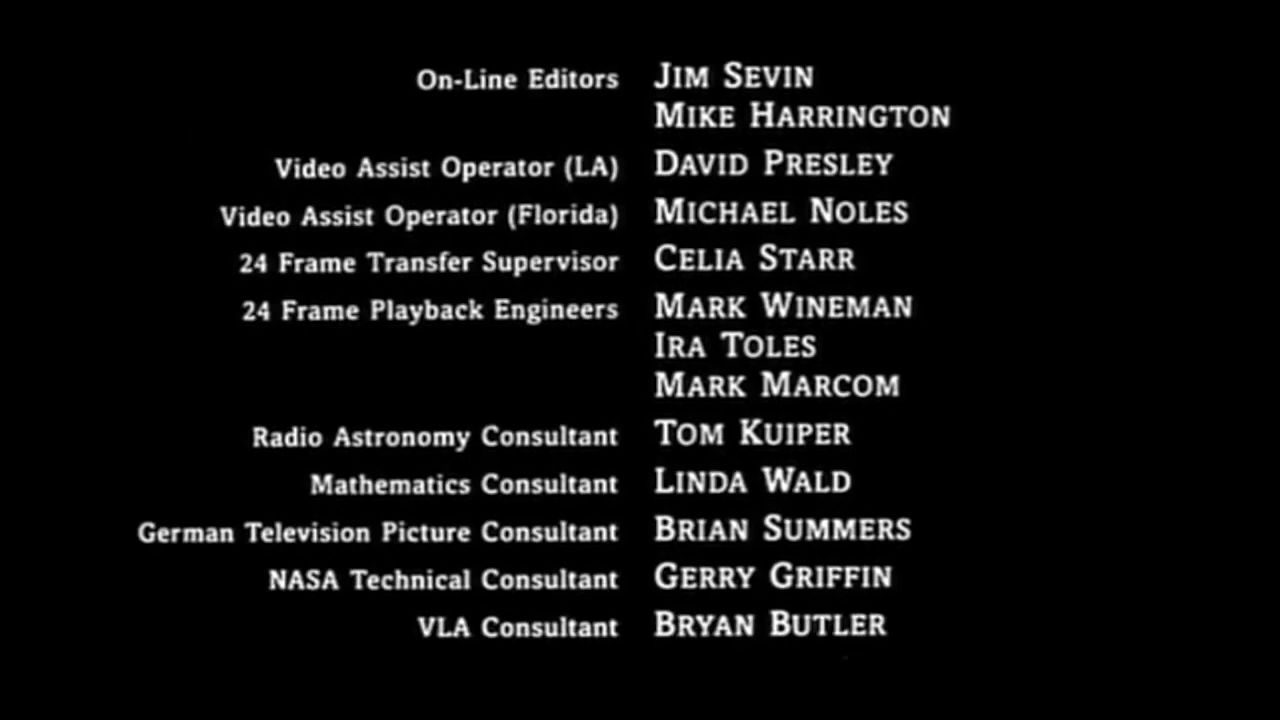 On-Line Editors JIM SEVIN
MIKE HARRINGTON
Video Assist Operator (LA) DAVID PRESLEY
Video Assist Operator (Florida) MICHAEL NOLES
24 Frame Transfer Supervisor CELIA STARR
24 Frame Playback Engineers MARK WINEMAN
IRA TOLES
MARK MARCOM
Radio Astronomy Consultant TOM KUIPER
Mathematics Consultant LINDA WALD
German Television Picture Consultant BRIAN SUMMERS
NASA Technical Consultant GERRY GRIFFIN
VLA Consultant BRYAN BUTLER